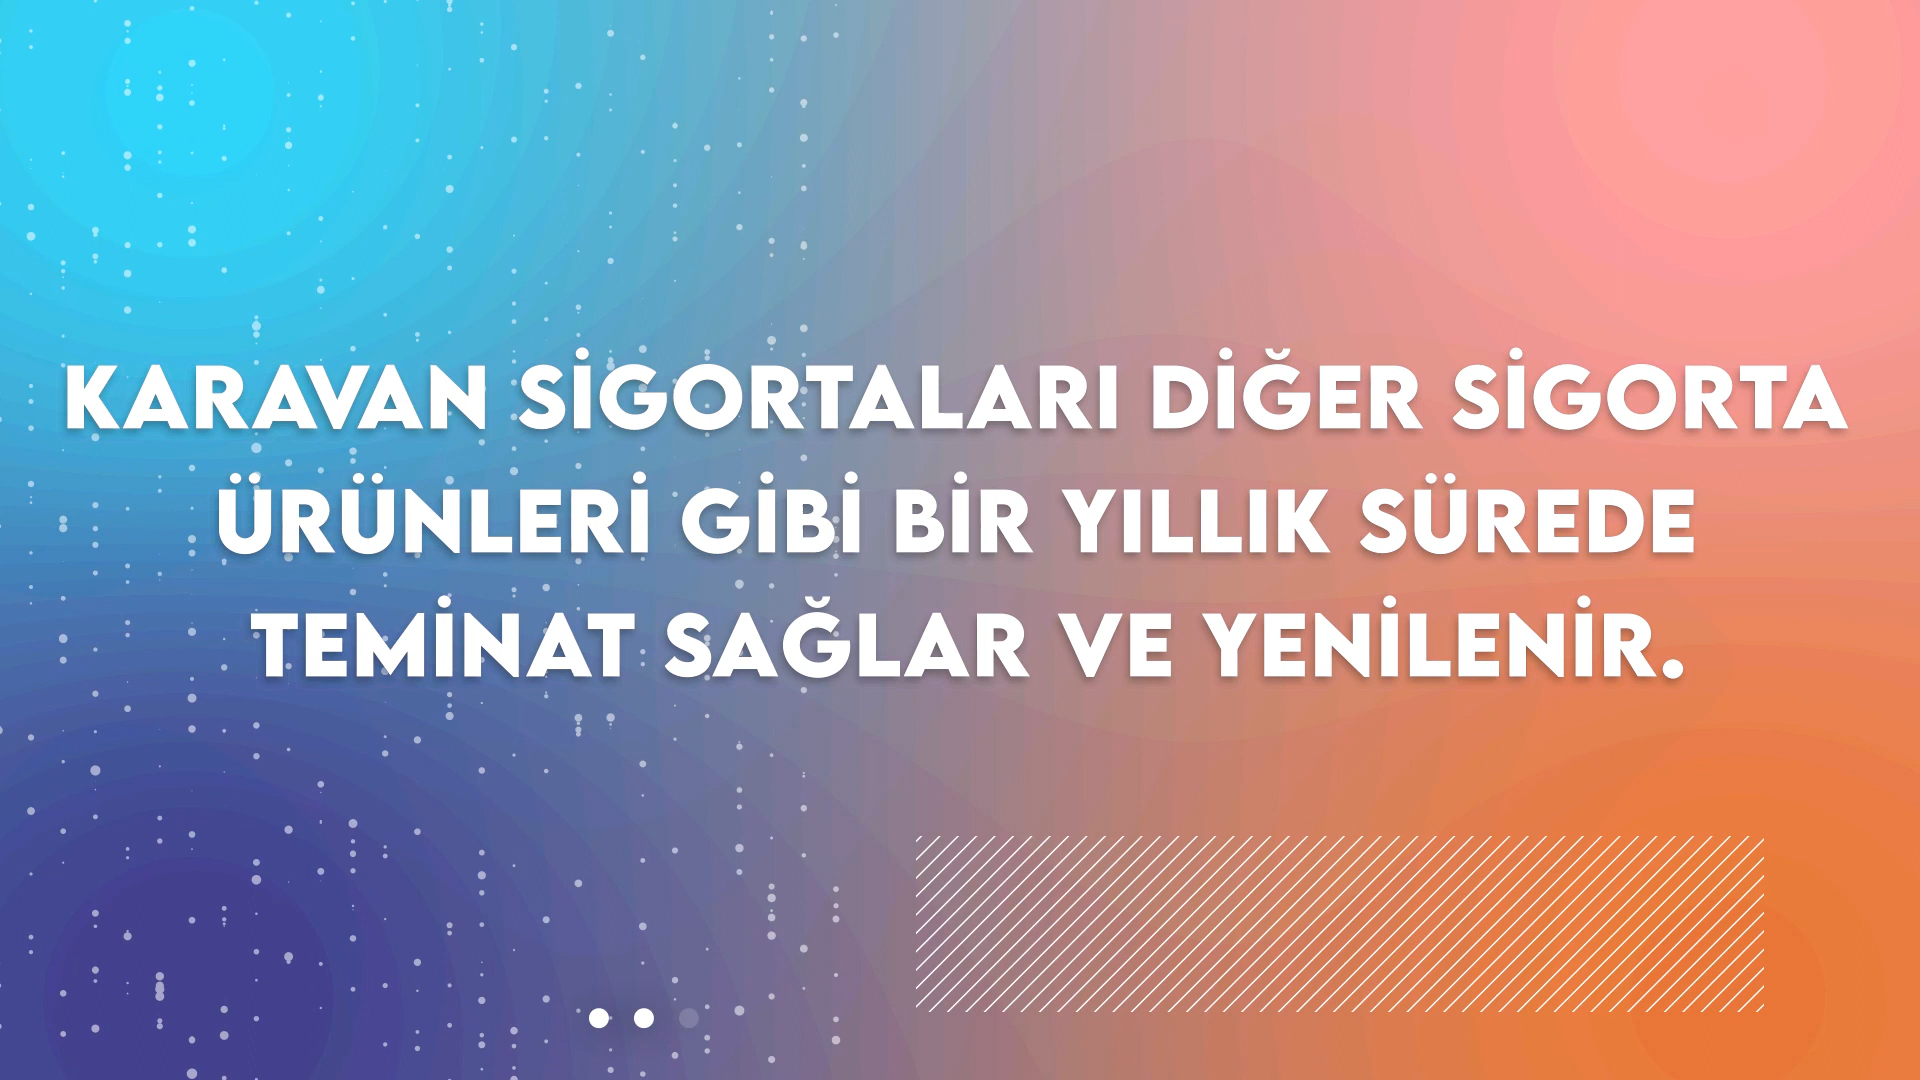 KARAVAN SİGORTALARI DİĞER SİGORTA
ÜRÜNLERİ GİBİ BİR YILLIK SÜREDE
TEMİNAT SAĞLAR VE YENİLENİR.